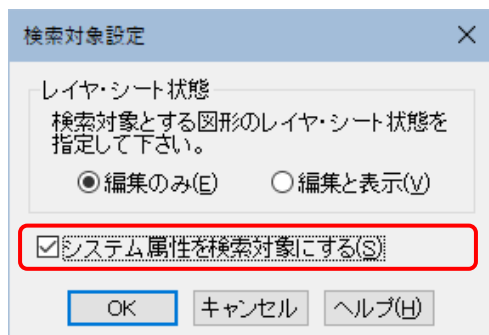 検索対象設定
レイヤ・シート状態
検索対象とする図形のレイヤ・シート状態を
指定して下さい。
編集のみ(E) 編集と表示(V)
システム属性を検索対象にする(S)
OK キャンセル ヘルプ(H)